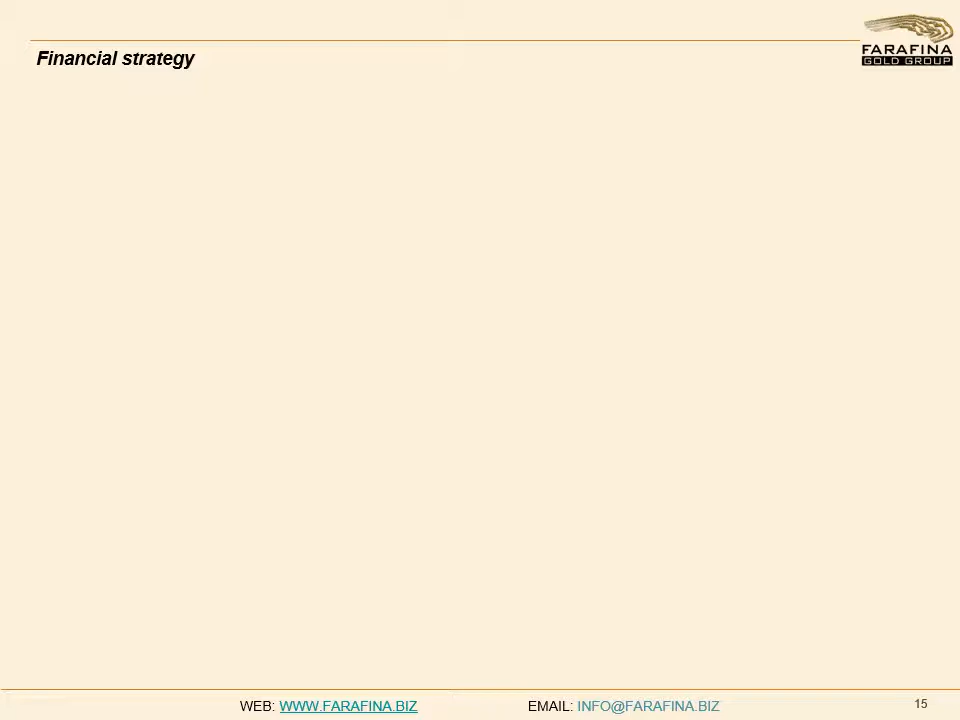 FARAFINA
GOLD GROUP
Financial strategy
WEB: WWW.FARAFINA.BIZ EMAIL: INFO@FARAFINA.BIZ 15